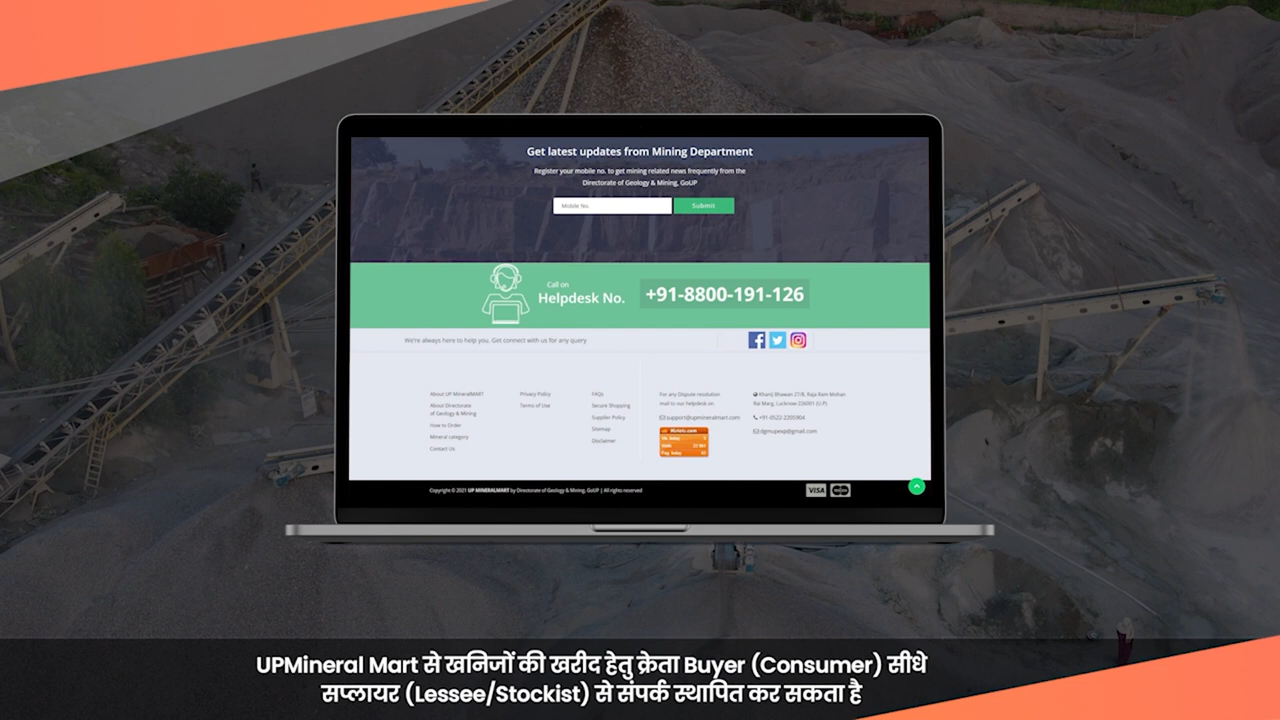 Get latest updates from Mining Department
Register your mobile no. to get mining related news frequently from the
Directorate of Geology & Mining, GoUP
Mobile No.
Submit
Call on
Helpdesk No.
+91-8800-191-126
We're always here to help you. Get connect with us for any query
About UP MineralMART
About Directorate
of Geology & Mining
How to Order
Mineral category
Contact Us
Privacy Policy
Terms of Use
FAQs
Secure Shopping
Supplier Policy
Sitemap
Disclaimer
For any Dispute resolution
mail to our helpdesk on:
support@upmineralmart.com
Khanij Bhawan 27/8, Raja Ram Mohan
Rai Marg, Lucknow-226001 (U.P).
+91-0522 2205904
dgmupexp@gmail.com
Copyright © 2021 UP MINERALMART by Directorate of Geology & Mining, GoUP | All rights reserved
VISA
UPMineral Mart से खनिजों की खरीद हेतु क्रेता Buyer (Consumer) सीधे
सप्लायर (Lessee/Stockist) से संपर्क स्थापित कर सकता है